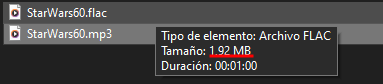 StarWars60.flac
StarWars60.mp3
Tipo de elemento: Archivo FLAC
Tamaño: 1.92 MB
Duración: 00:01:00